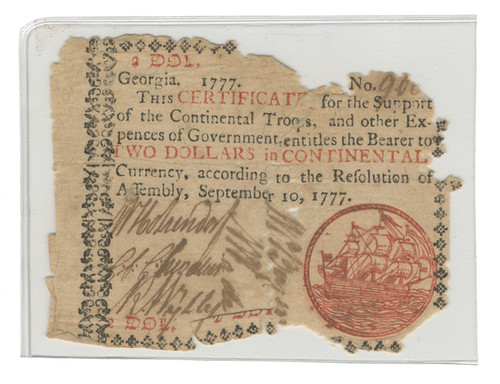 2 DOL.
Georgia. 1777. No.
THIS CERTIFICAT for the Support
of the Continental Troops, and other Ex-
pences of Government, entitles the Bearer to
TWO DOLLARS in CONTINENTAL
Currency, according to the Resolution of
Assembly, September 10, 1777.
2 DOL.